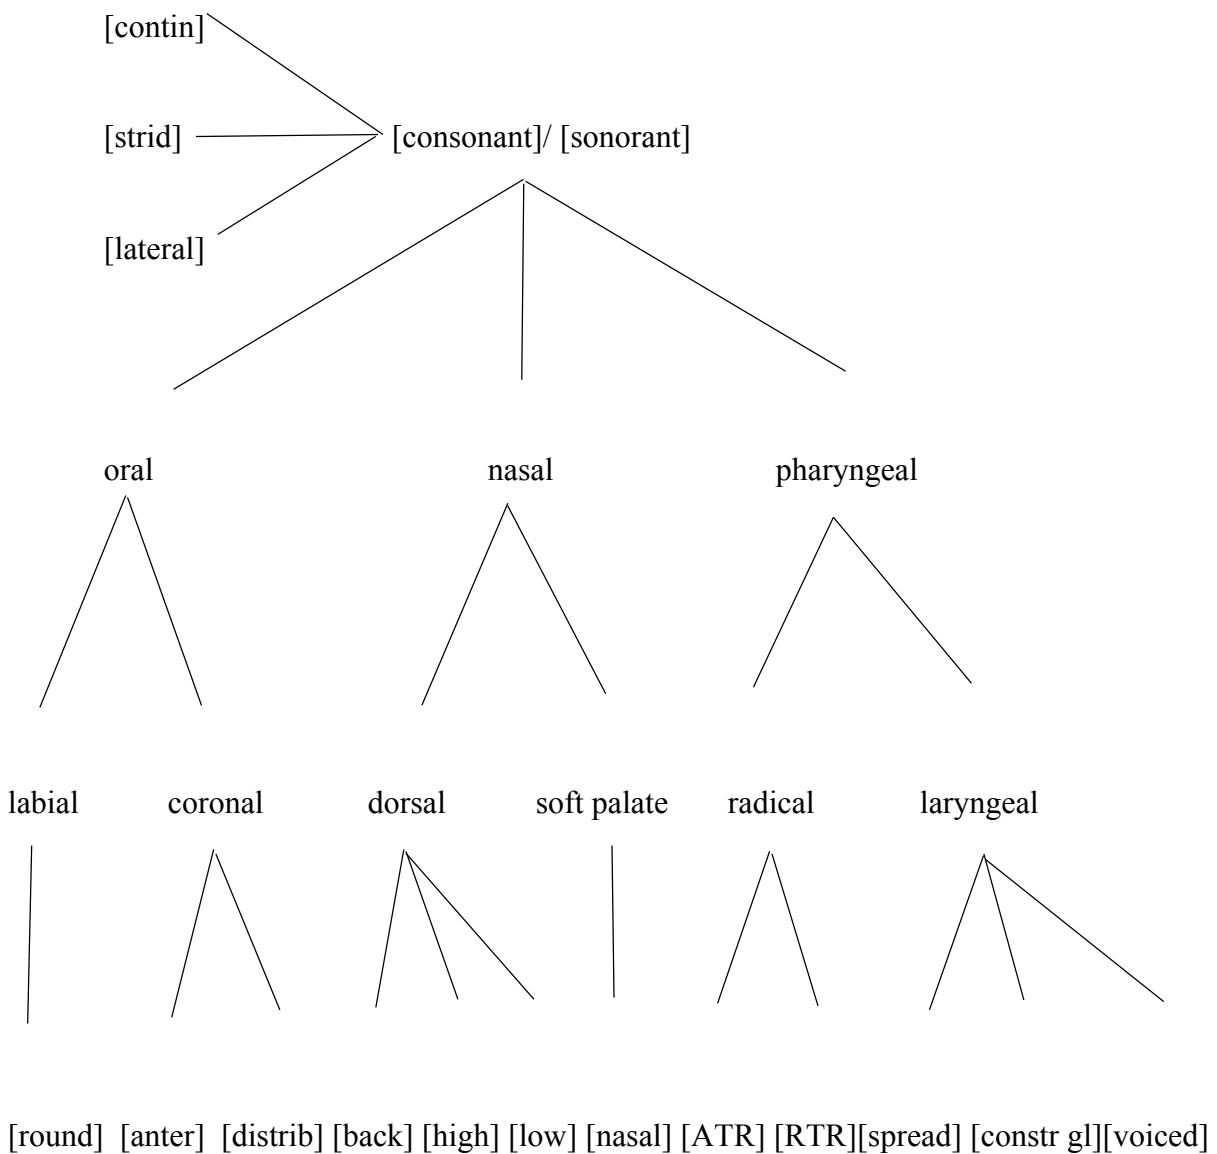 [contin]
[strid] [consonant]/ [sonorant]
[lateral]
oral nasal pharyngeal
labial coronal dorsal soft palate radical laryngeal
[round] [anter] [distrib] [back] [high] [low] [nasal] [ATR] [RTR][spread] [constr gl][voiced]